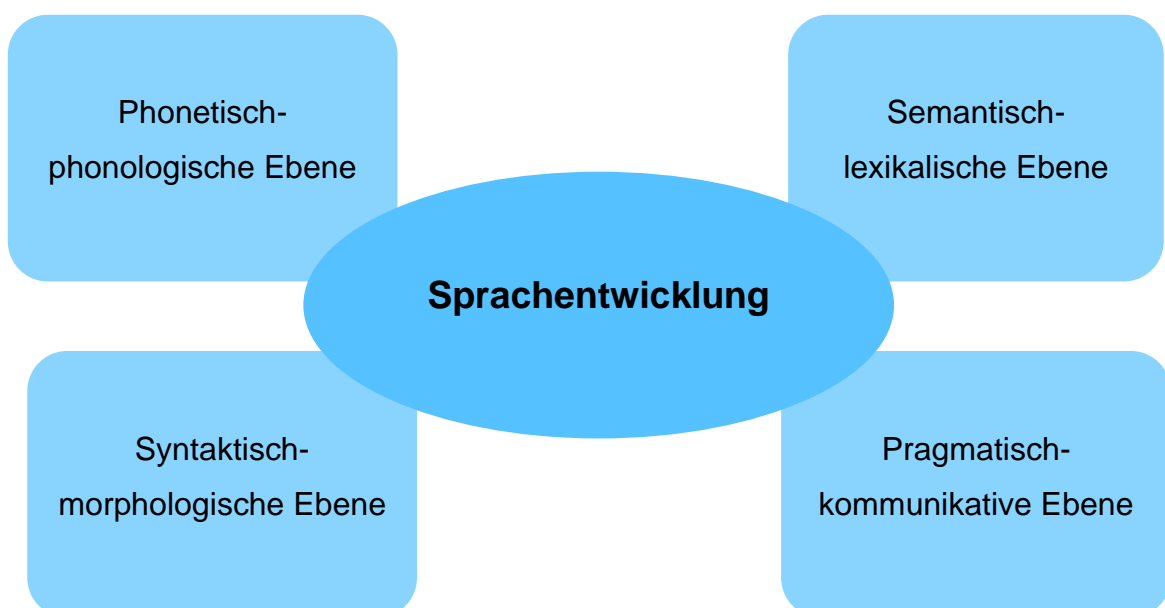 Phonetisch-
phonologische Ebene
Semantisch-
lexikalische Ebene
Sprachentwicklung
Syntaktisch-
morphologische Ebene
Pragmatisch-
kommunikative Ebene